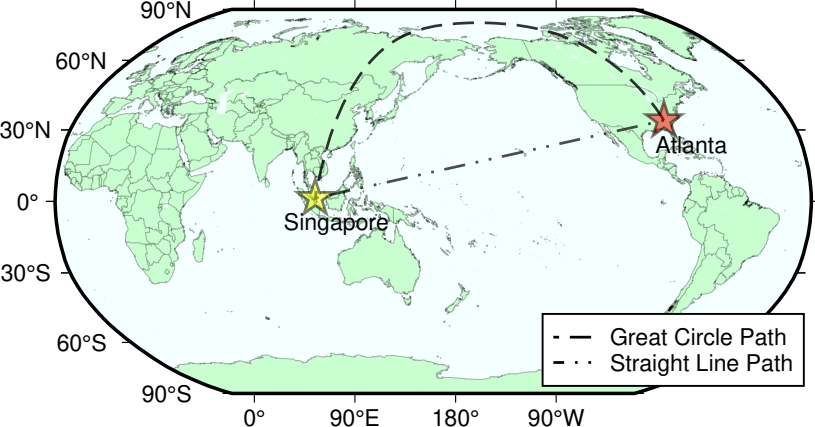 90°N
60°N
30°N
0°
30°S
60°S
90°S
Atlanta
Singapore
Great Circle Path
Straight Line Path
0°
90°E
180°
90°W